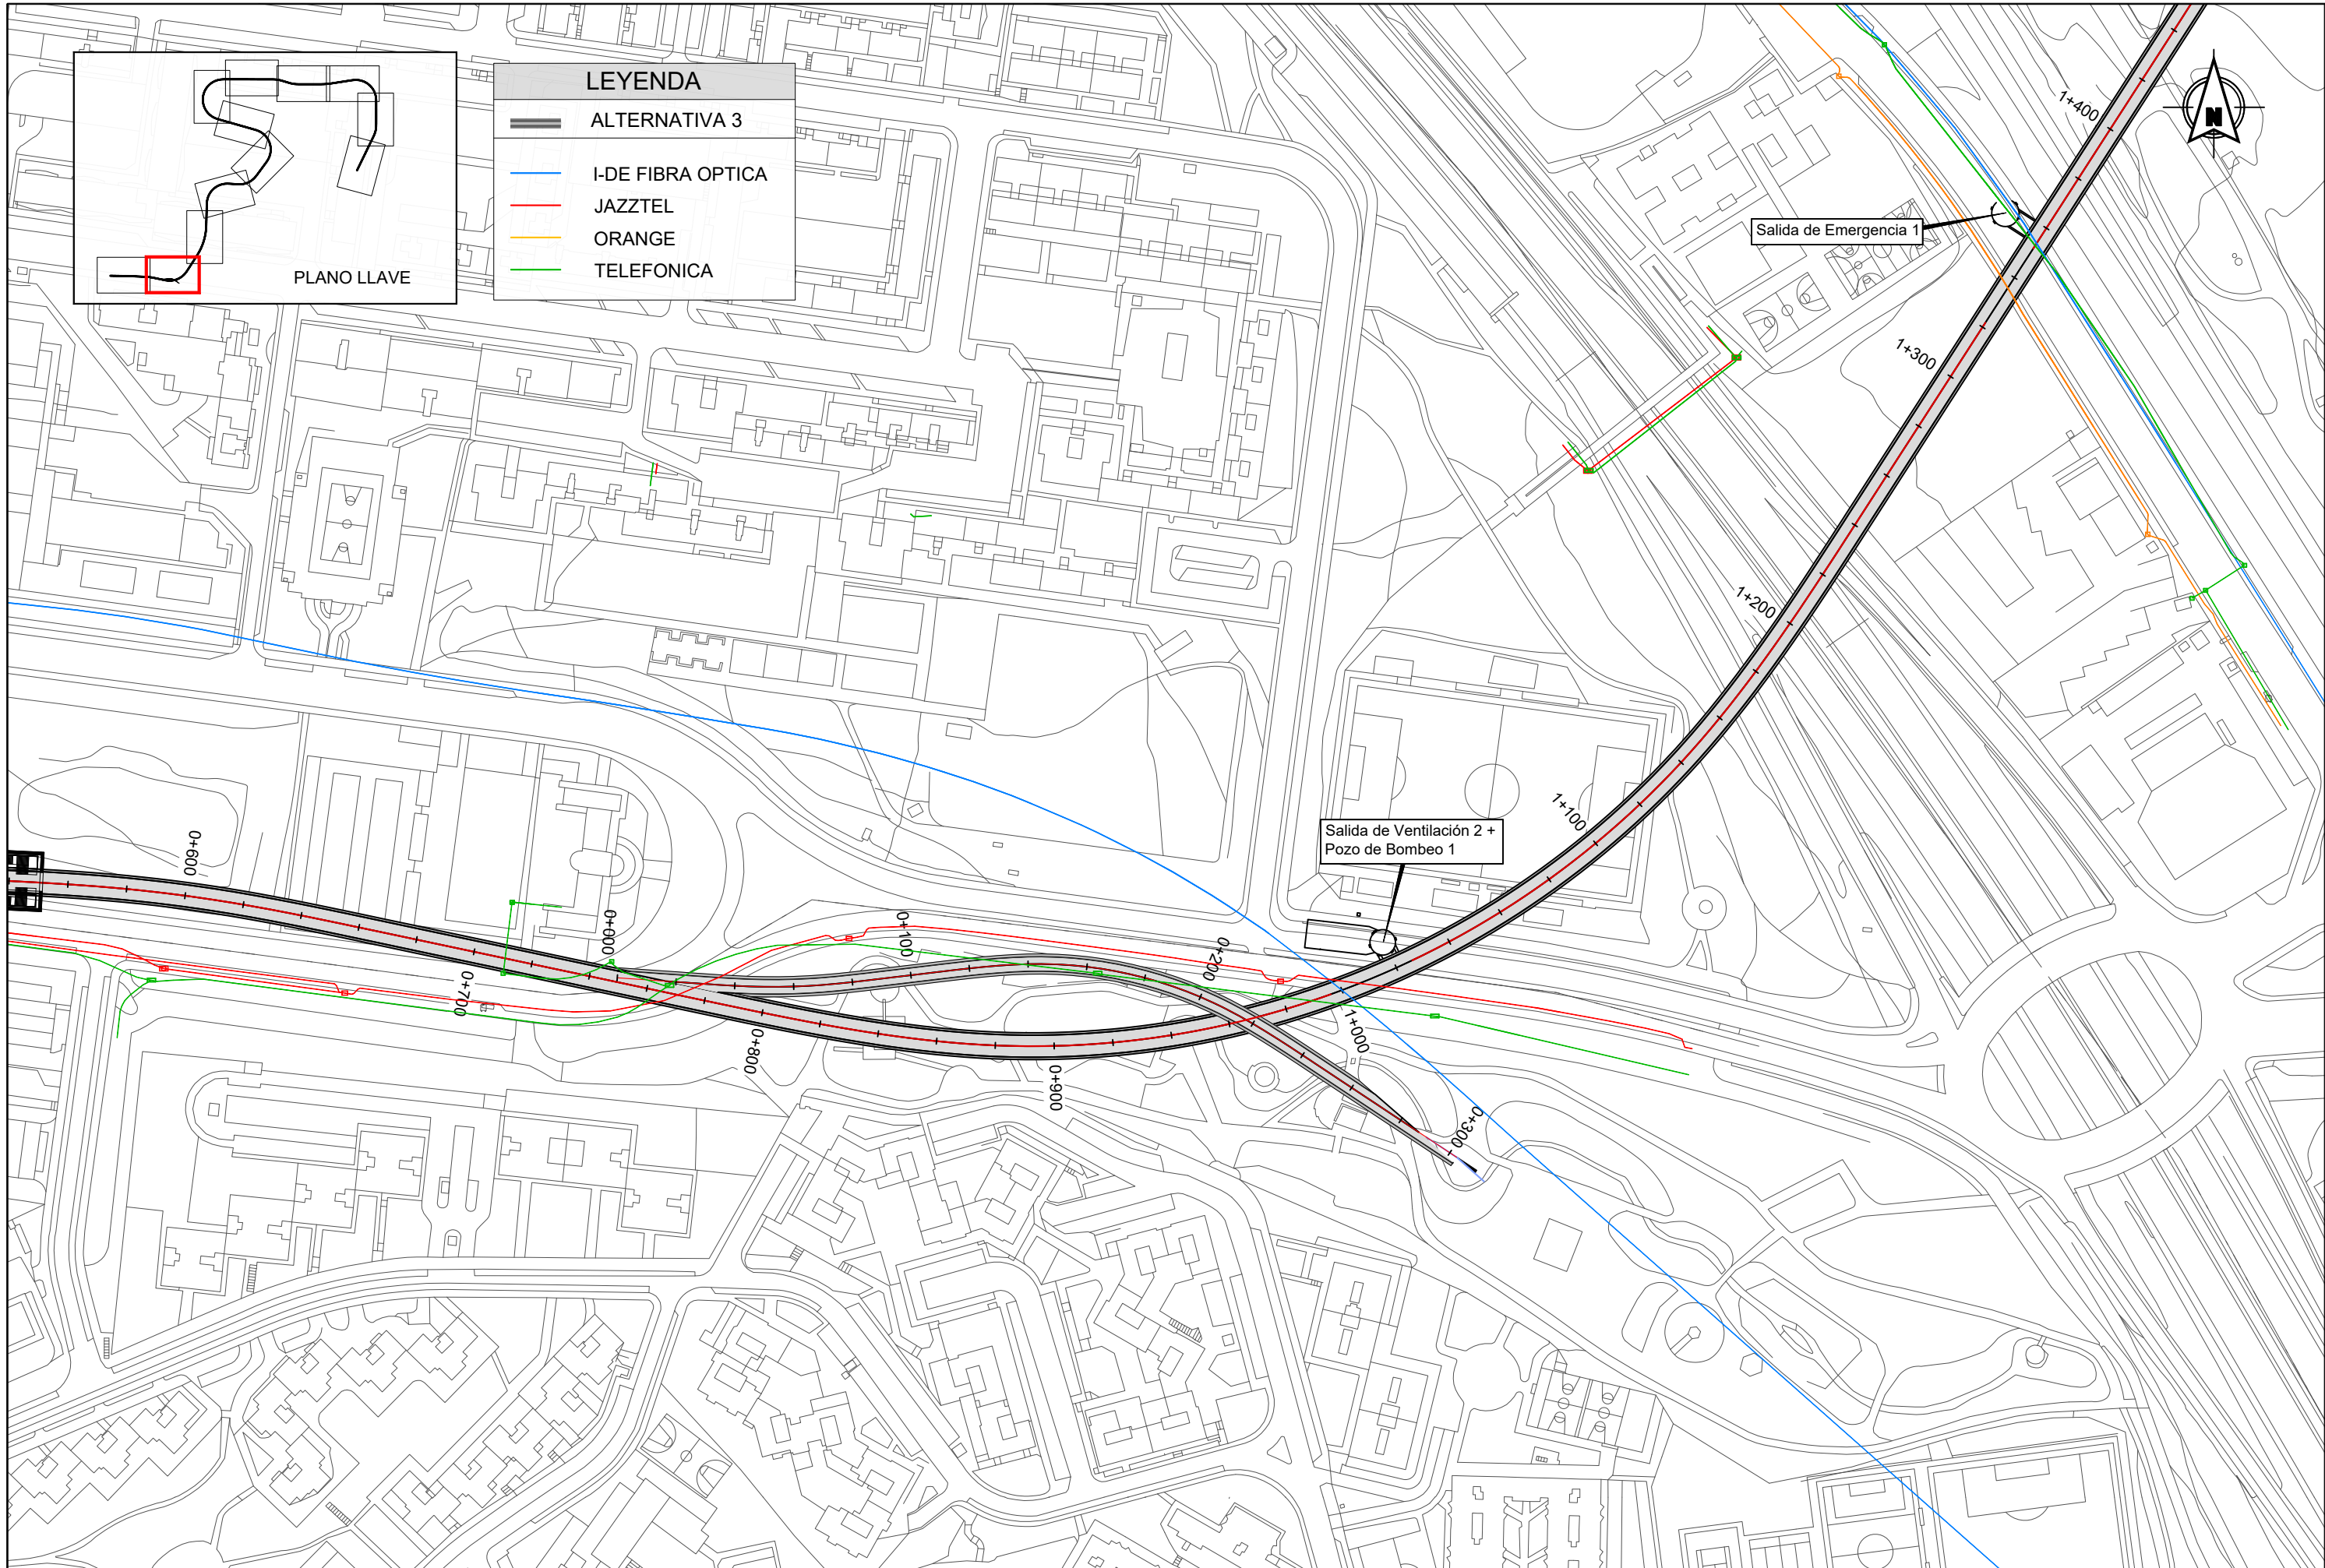 PLANO LLAVE
LEYENDA
ALTERNATIVA 3
I-DE FIBRA OPTICA
JAZZTEL
ORANGE
TELEFONICA
N
1+400
Salida de Emergencia 1
1+300
1+200
1+100
Salida de Ventilación 2 +
Pozo de Bombeo 1
0+600
0+700
0+000
0+100
0+200
0+800
0+900
1+000
0+300